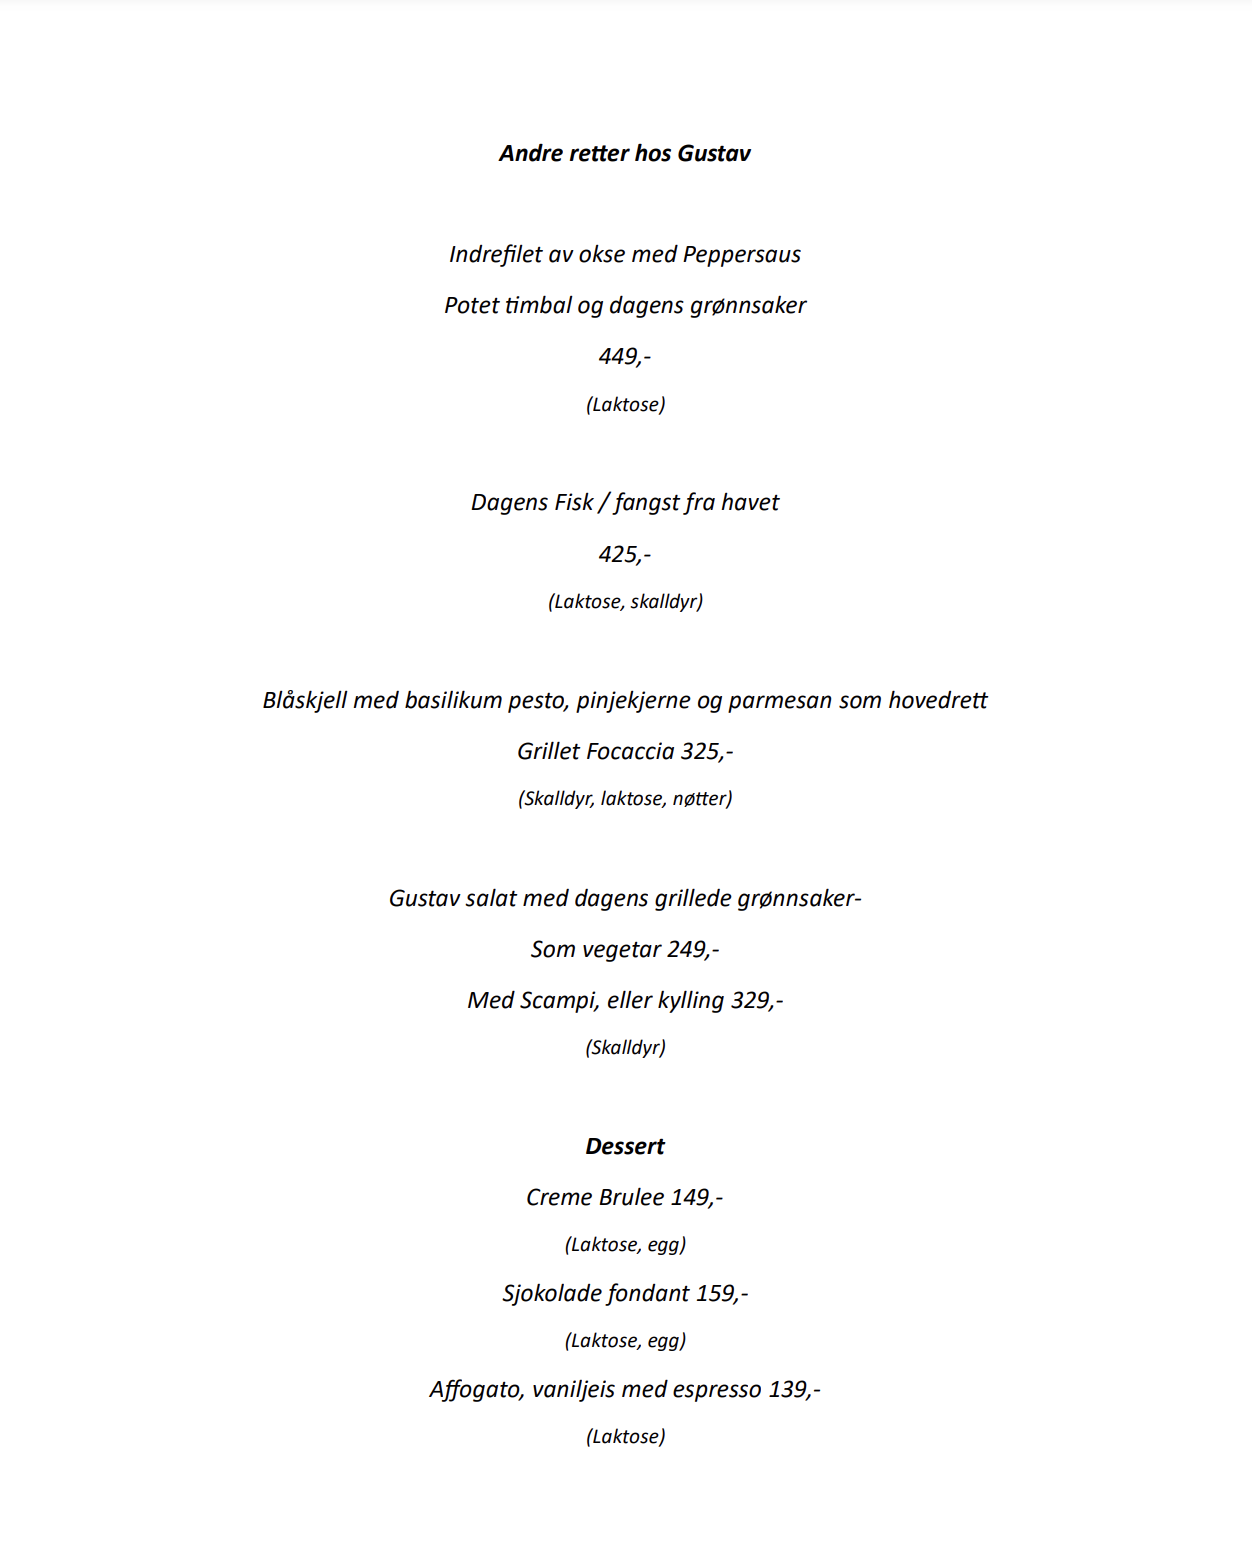 Andre retter hos Gustav
Indrefilet av okse med Peppersaus
Potet timbal og dagens grønnsaker
449,-
(Laktose)
Dagens Fisk / fangst fra havet
425,-
(Laktose, skalldyr)
Blåskjell med basilikum pesto, pinjekjerne og parmesan som hovedrett
Grillet Focaccia 325,-
(Skalldyr, laktose, nøtter)
Gustav salat med dagens grillede grønnsaker-
Som vegetar 249,-
Med Scampi, eller kylling 329,-
(Skalldyr)
Dessert
Creme Brulee 149,-
(Laktose, egg)
Sjokolade fondant 159,-
(Laktose, egg)
Affogato, vaniljeis med espresso 139,-
(Laktose)